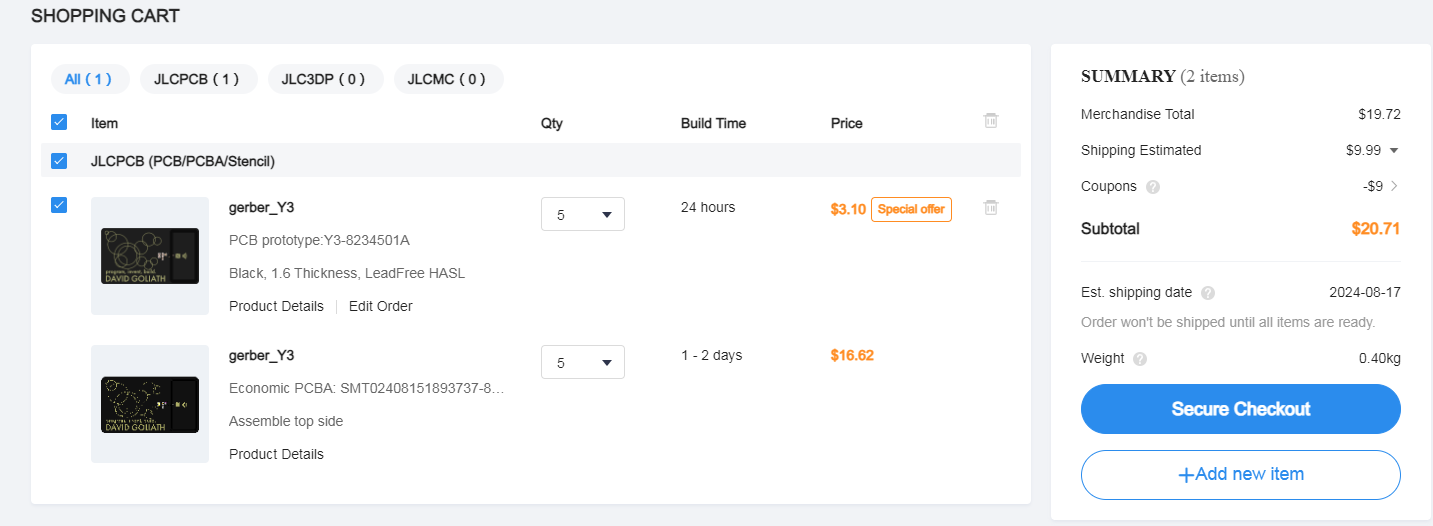 SHOPPING CART
All ( 1 ) JLCPCB ( 1 ) JLC3DP ( 0 ) JLCMC ( 0 )
Item Qty Build Time Price
JLCPCB (PCB/PCBA/Stencil)
gerber_Y3 5 24 hours $3.10 Special offer
PCB prototype:Y3-8234501A
Black, 1.6 Thickness, LeadFree HASL
Product Details Edit Order
DAVID GOLIATH
gerber_Y3 5 1 - 2 days $16.62
Economic PCBA: SMT02408151893737-8...
Assemble top side
Product Details
DAVID GOLIATH
SUMMARY (2 items)
Merchandise Total $19.72
Shipping Estimated $9.99
Coupons ? -$9
Subtotal $20.71
Est. shipping date ? 2024-08-17
Order won't be shipped until all items are ready.
Weight ? 0.40kg
Secure Checkout
+Add new item